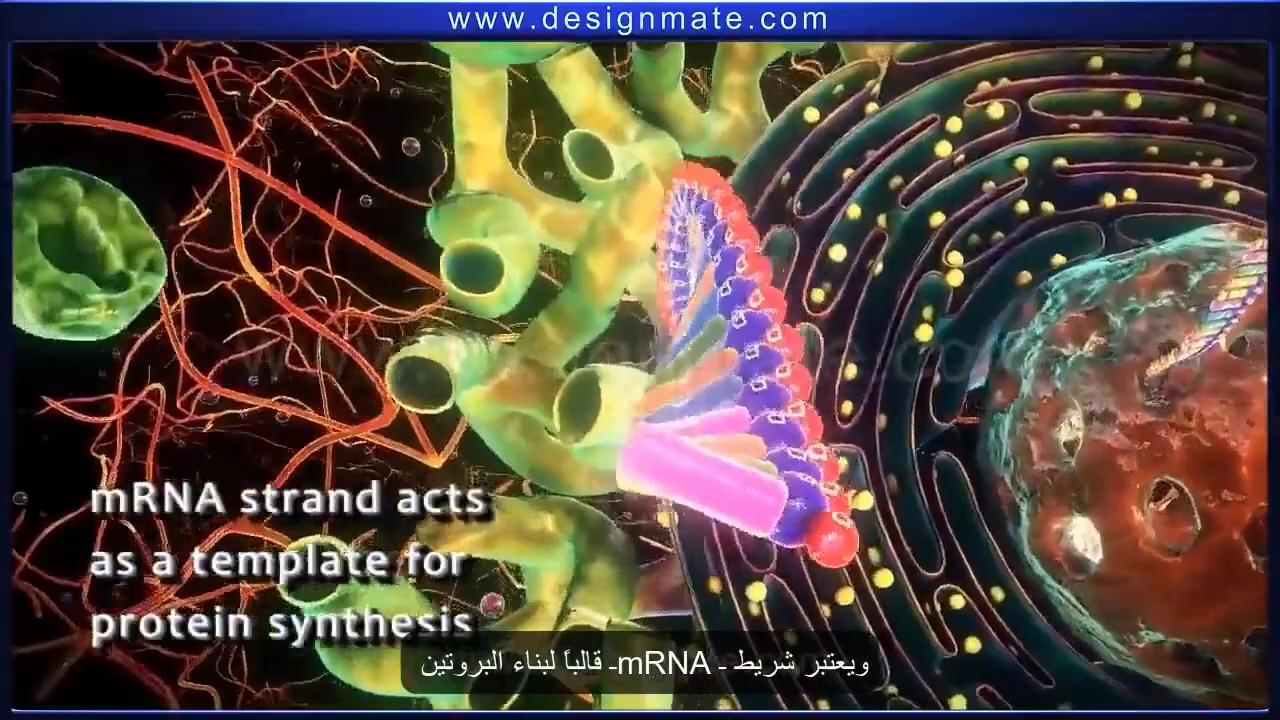 www.designmate.com
mRNA strand acts
as a template for
protein synthesis
ويعتبر شريط - mRNA- قالباً لبناء البروتين